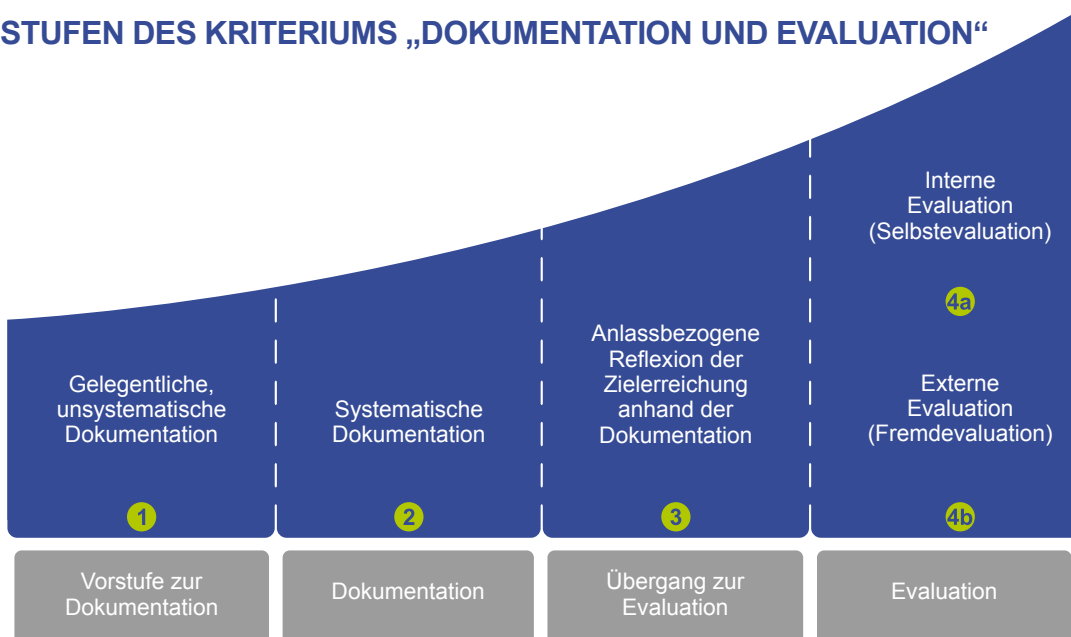 STUFEN DES KRITERIUMS „DOKUMENTATION UND EVALUATION“
Gelegentliche,
unsystematische
Dokumentation
1
Systematische
Dokumentation
2
Anlassbezogene
Reflexion der
Zielerreichung
anhand der
Dokumentation
3
Interne
Evaluation
(Selbstevaluation)
4a
Externe
Evaluation
(Fremdevaluation)
4b
Vorstufe zur
Dokumentation
Dokumentation
Übergang zur
Evaluation
Evaluation